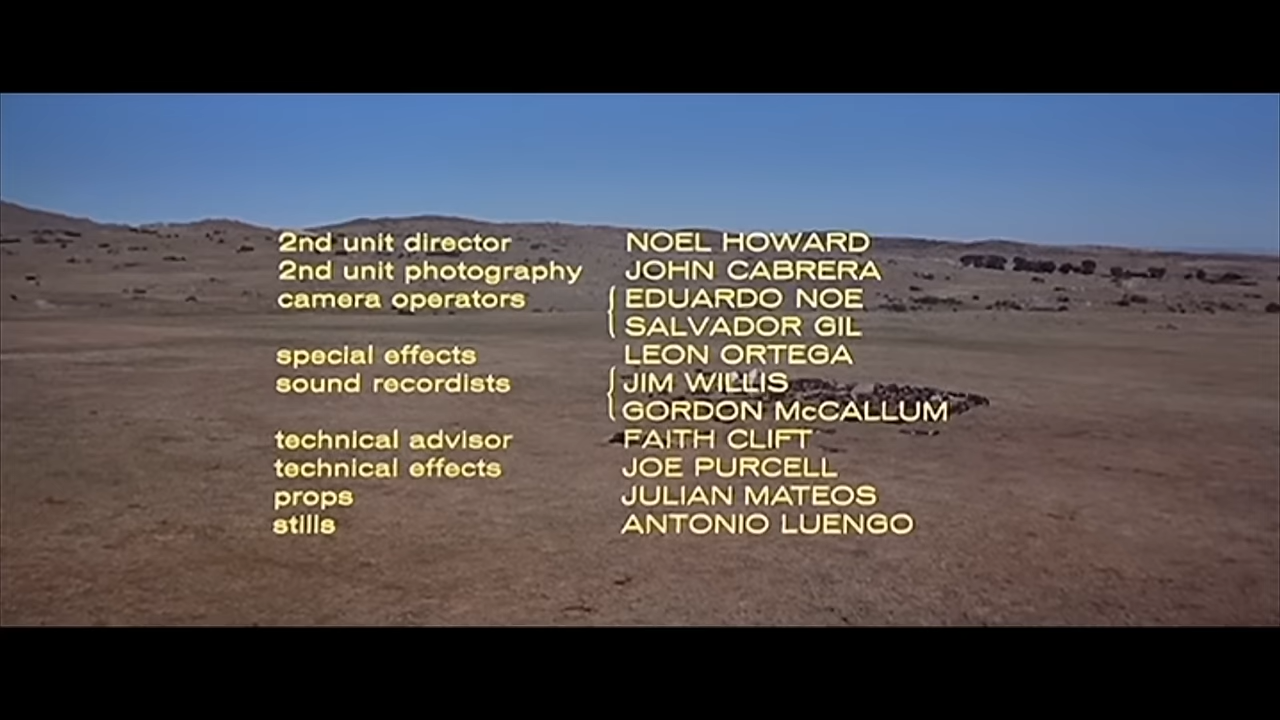 2nd unit director NOEL HOWARD
2nd unit photography JOHN CABRERA
camera operators EDUARDO NOE
SALVADOR GIL
special effects LEON ORTEGA
sound recordists JIM WILLIS
GORDON McCALLUM
technical advisor FAITH CLIFT
technical effects JOE PURCELL
props JULIAN MATEOS
stills ANTONIO LUENGO